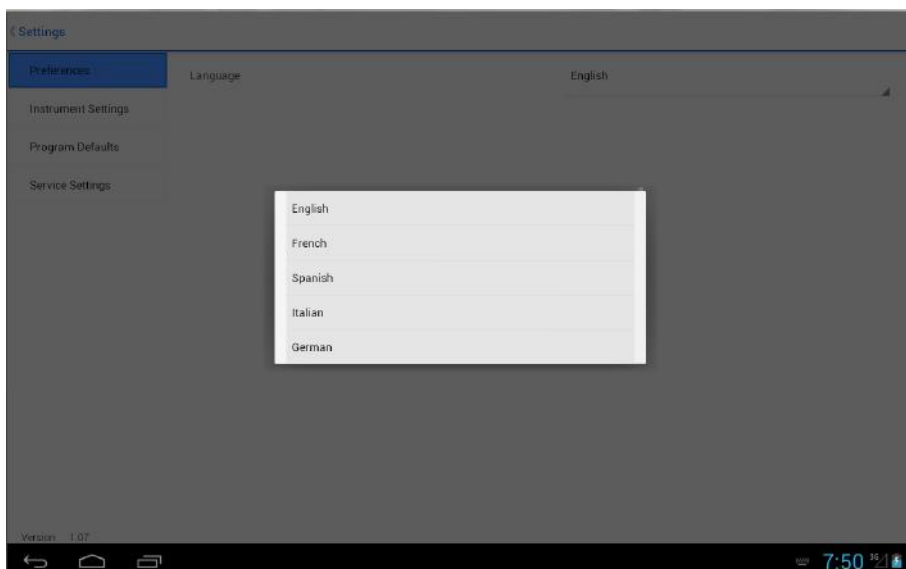 Settings
Preferences
Language English
Instrument Settings
Program Defaults
Service Settings
English
French
Spanish
Italian
German
Version 1.07
7:50 3G